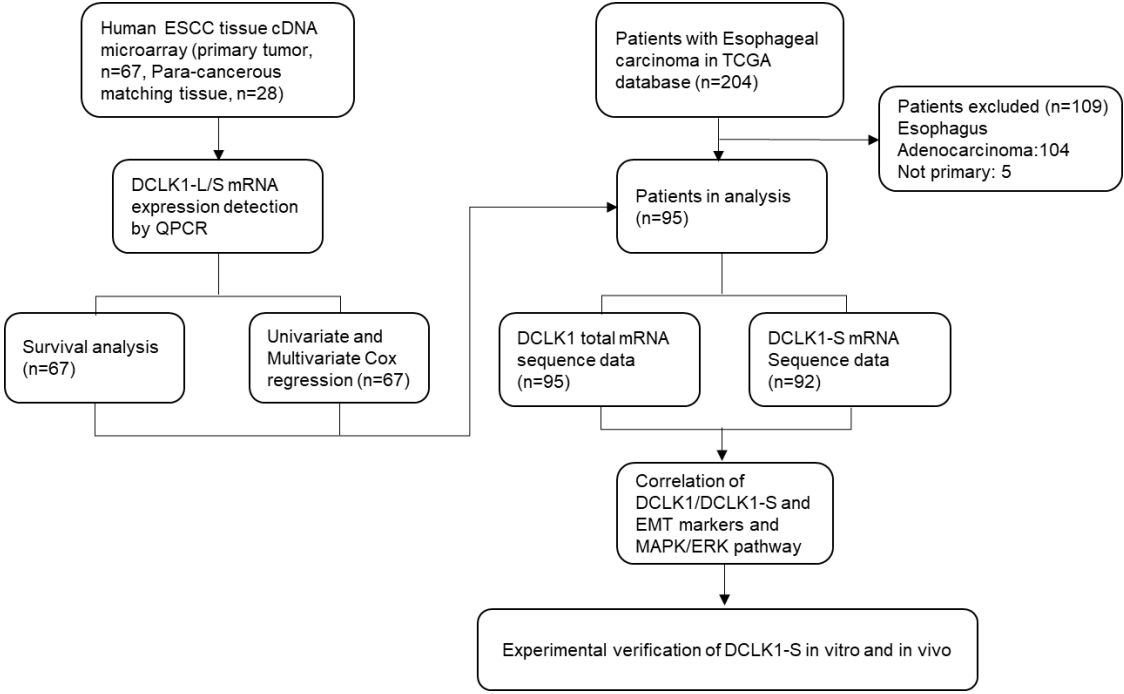 Human ESCC tissue cDNA
microarray (primary tumor,
n=67, Para-cancerous
matching tissue, n=28)
DCLK1-L/S mRNA
expression detection
by QPCR
Survival analysis
(n=67)
Univariate and
Multivariate Cox
regression (n=67)
Patients with Esophageal
carcinoma in TCGA
database (n=204)
Patients excluded (n=109)
Esophagus
Adenocarcinoma:104
Not primary: 5
Patients in analysis
(n=95)
DCLK1 total mRNA
sequence data
(n=95)
DCLK1-S mRNA
Sequence data
(n=92)
Correlation of
DCLK1/DCLK1-S and
EMT markers and
MAPK/ERK pathway
Experimental verification of DCLK1-S in vitro and in vivo